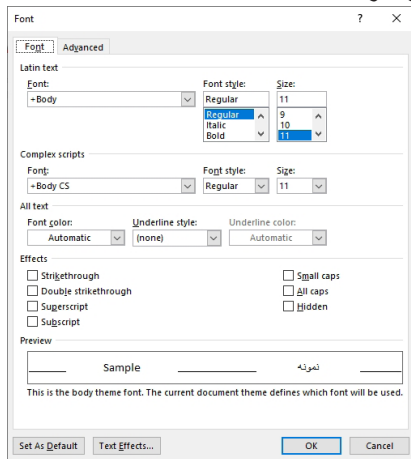 Font ? ×
Font Advanced
Latin text
Font: Font style: Size:
+Body Regular 11
Regular 9
Italic 10
Bold 11
Complex scripts
Font: Font style: Size:
+Body CS Regular 11
All text
Font color: Underline style: Underline color:
Automatic (none) Automatic
Effects
Strikethrough Small caps
Double strikethrough All caps
Superscript Hidden
Subscript
Preview
Sample نمونه
This is the body theme font. The current document theme defines which font will be used.
Set As Default Text Effects... OK Cancel